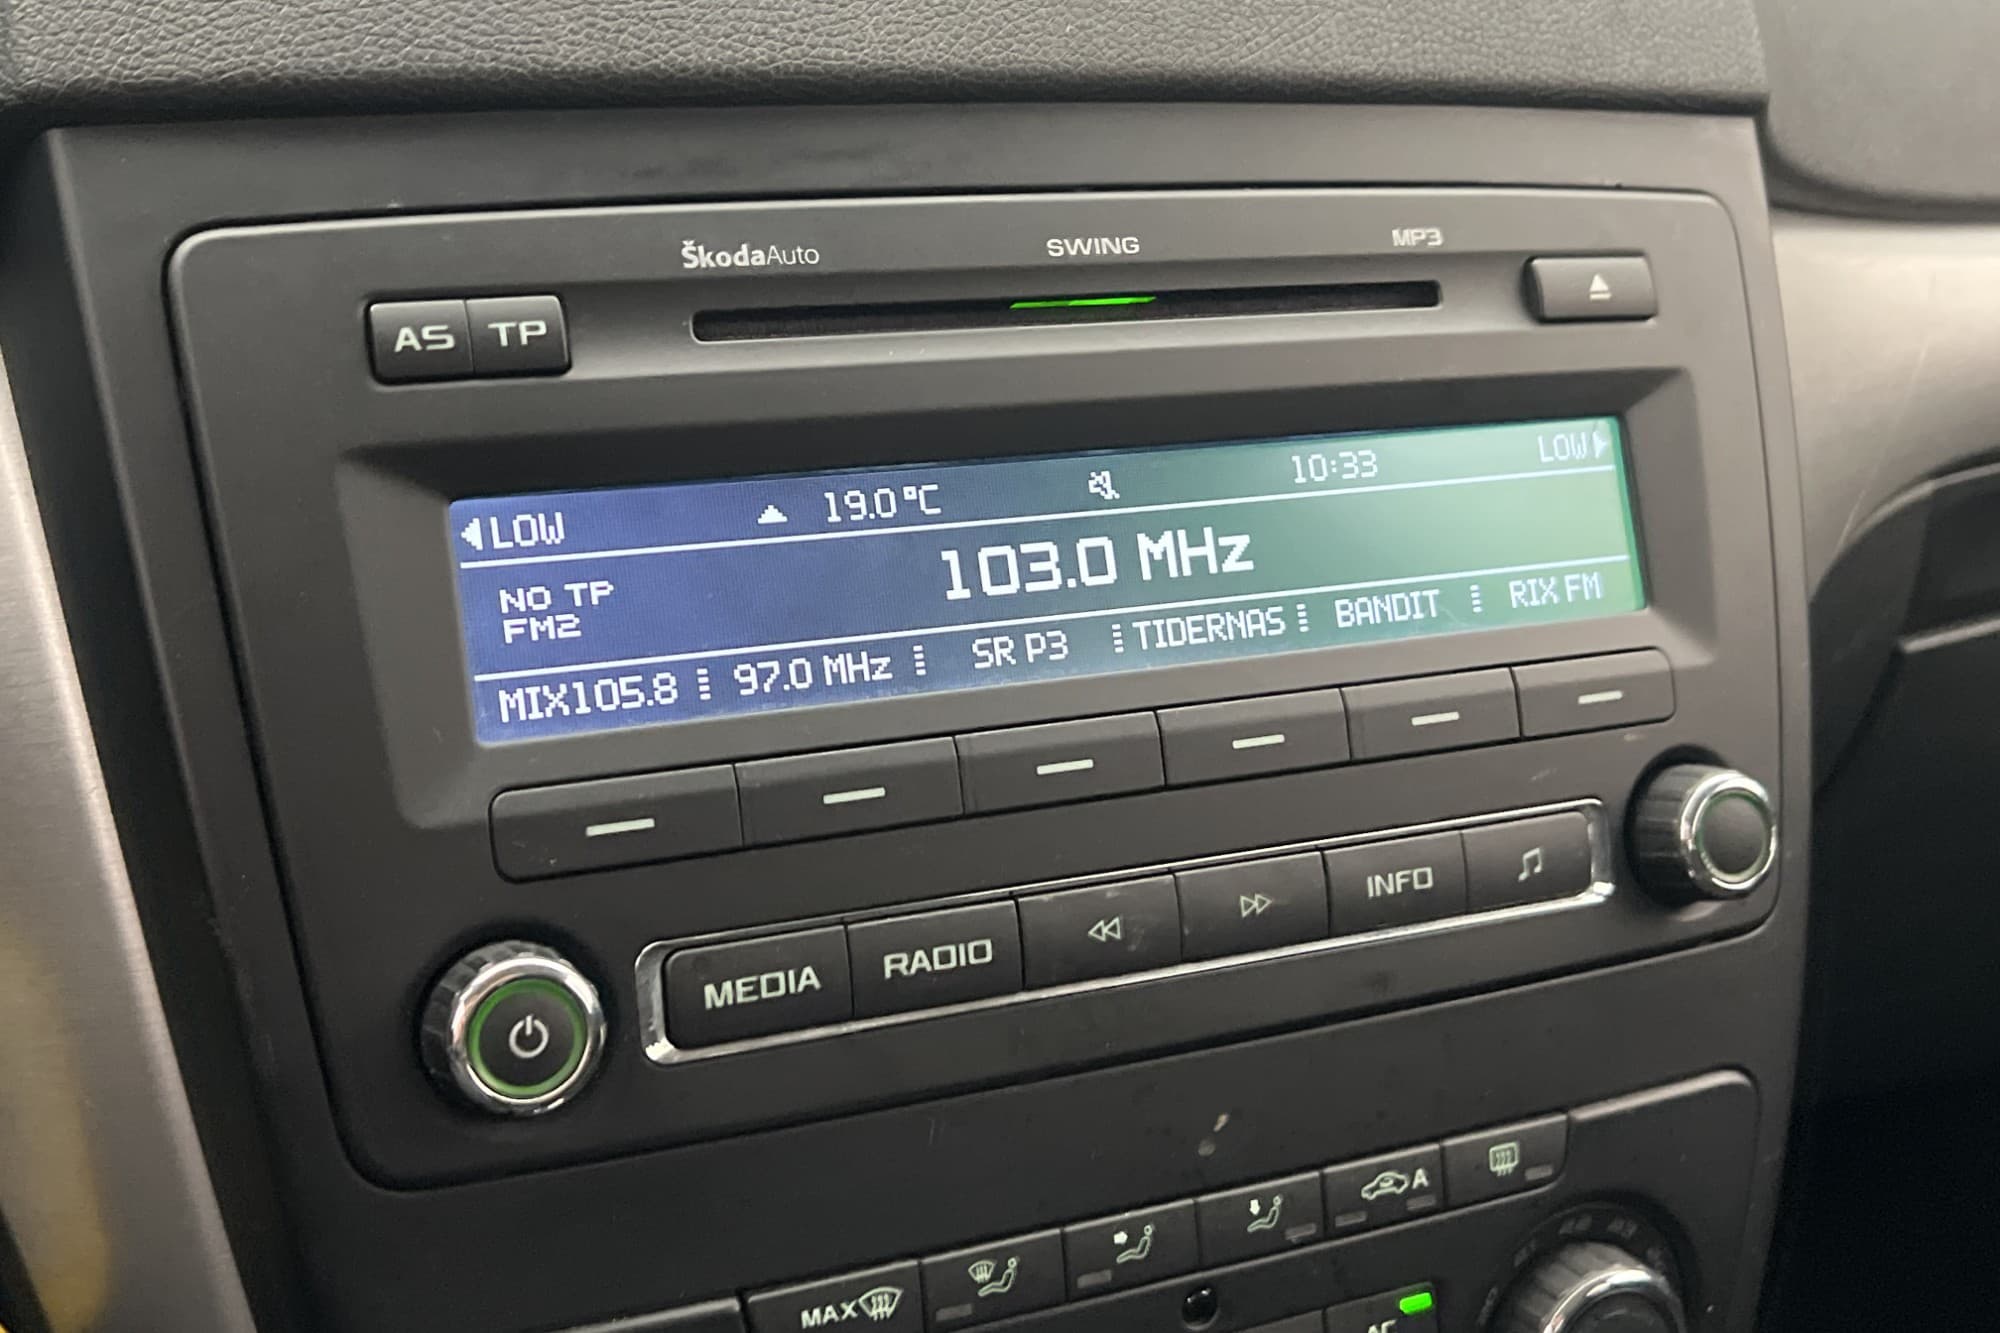 ŠkodaAuto SWING MP3
AS TP
LOW 19.0°C 10:33 LOW
103.0 MHz
NO TP
FM2
MIX105.8 97.0 MHz SR P3 TIDERNAS BANDIT RIX FM
MEDIA RADIO INFO
A
MAX
AC